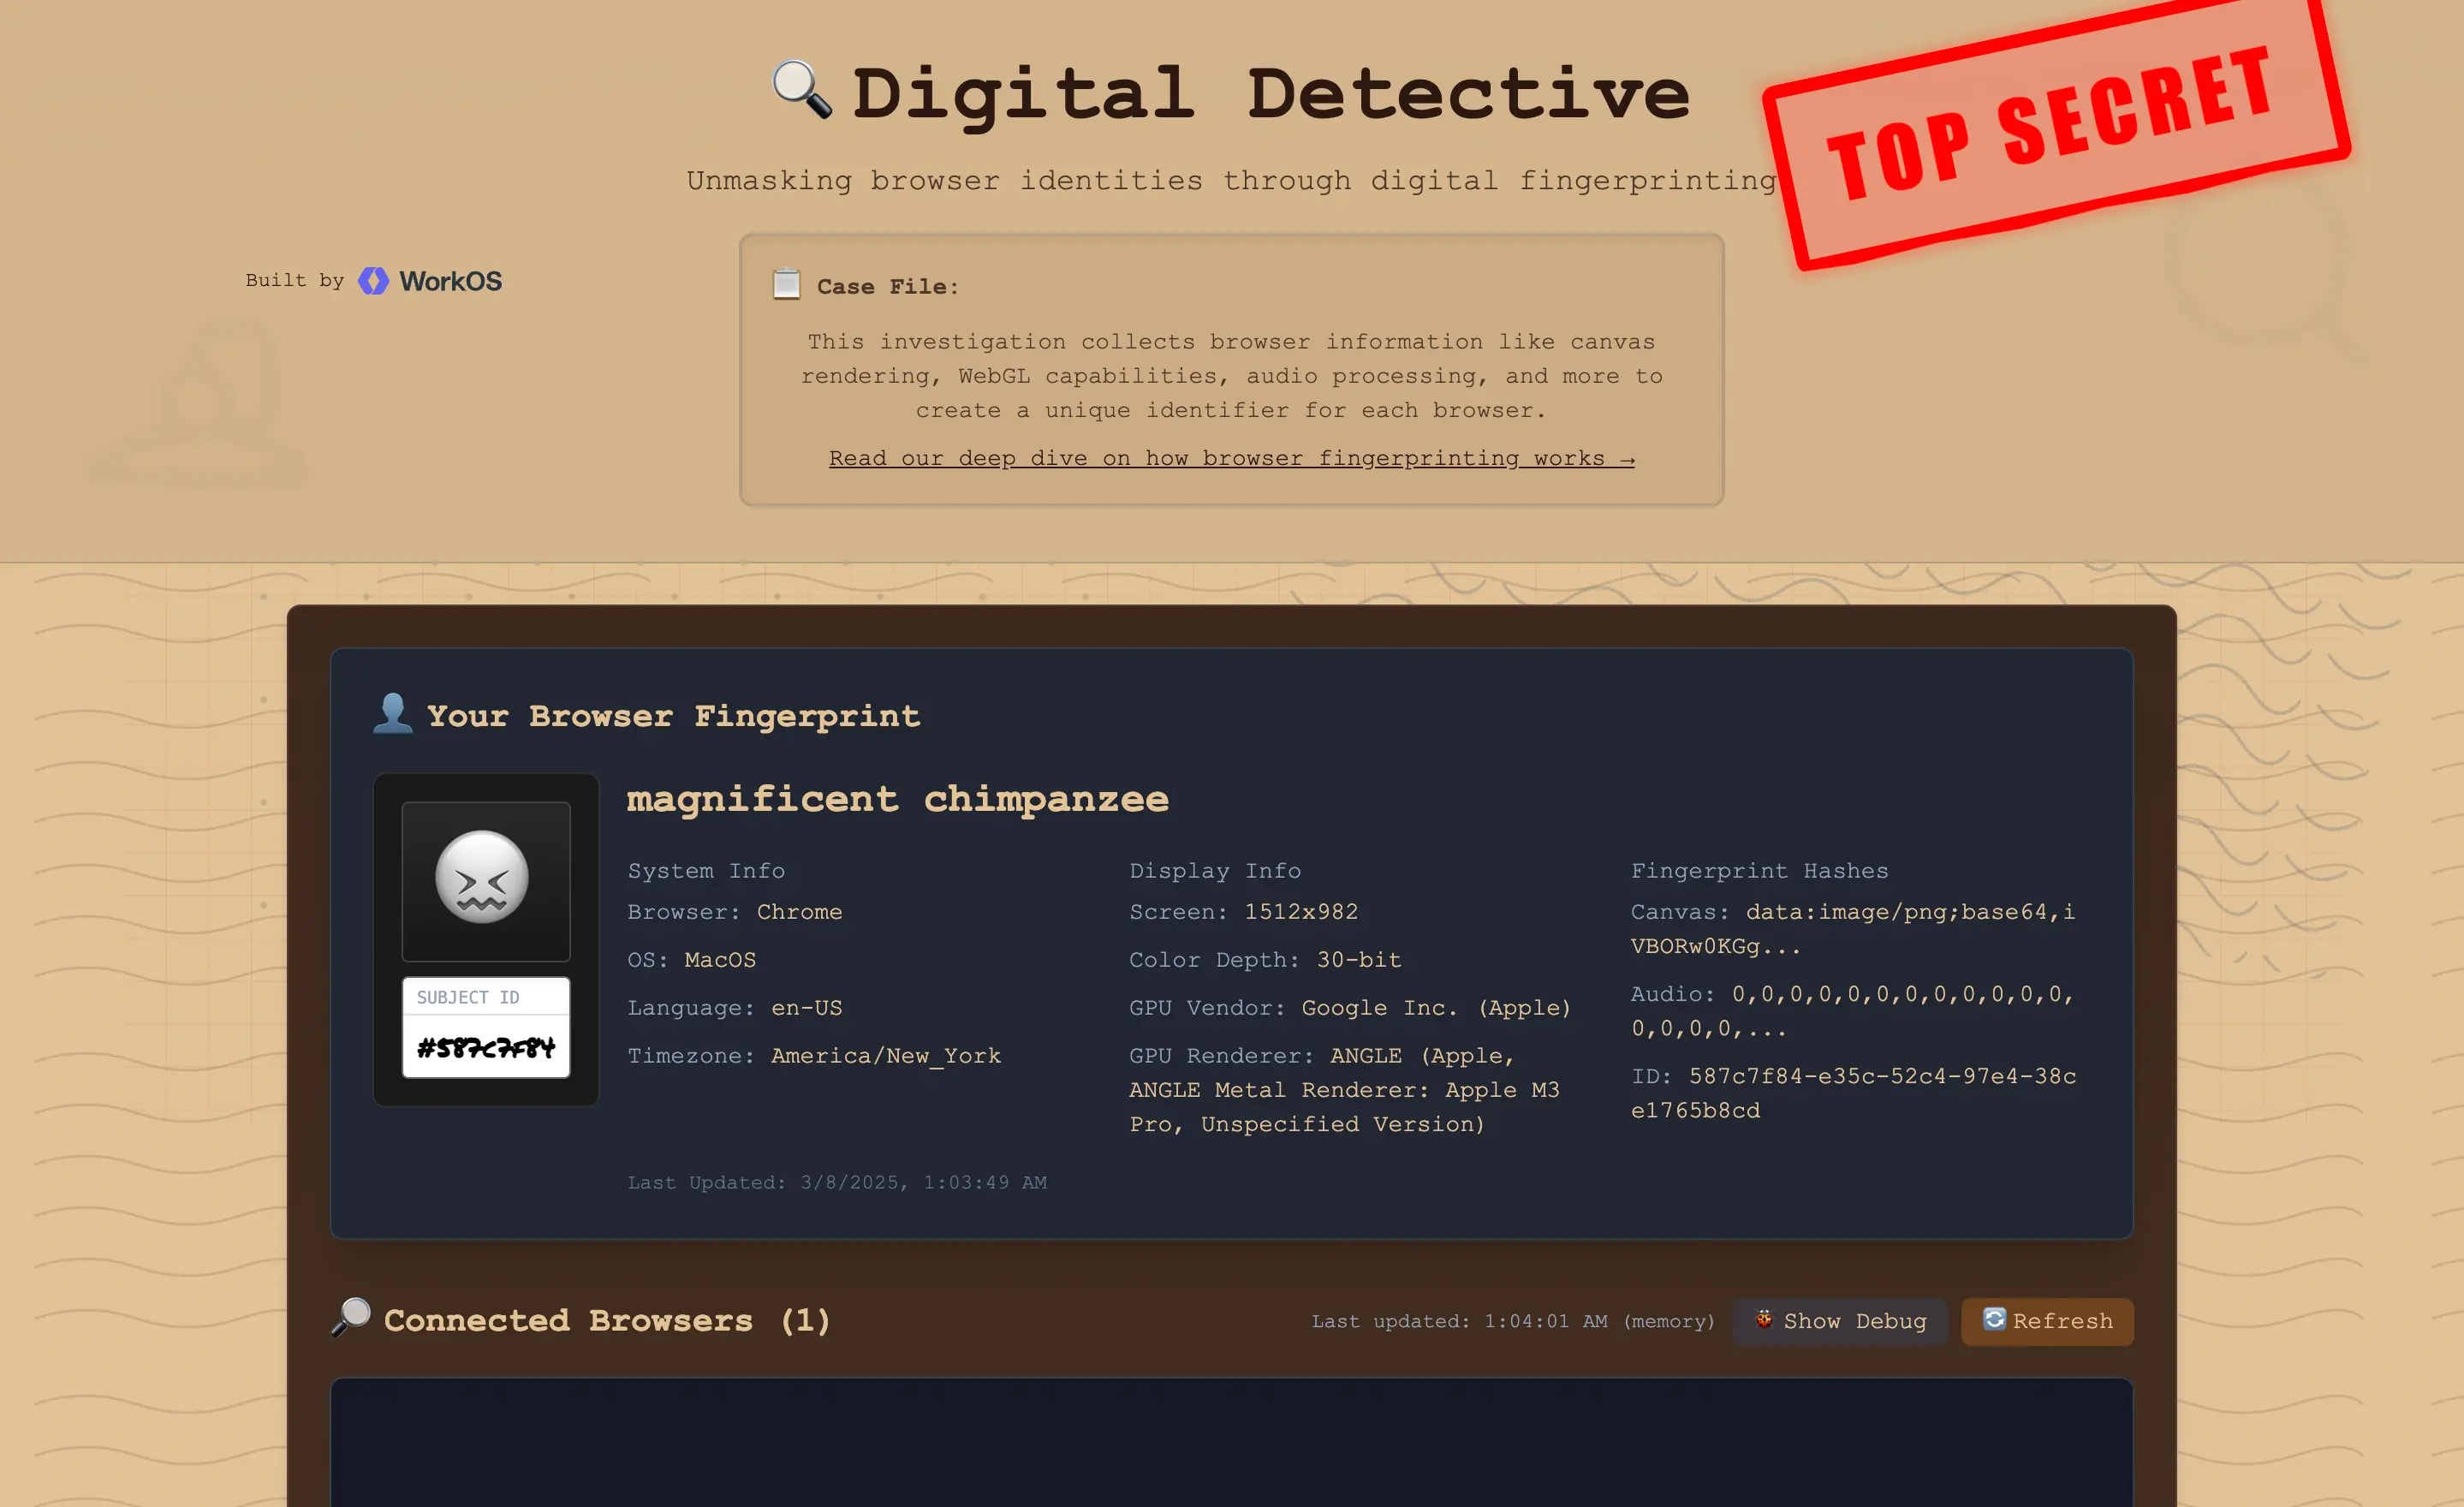 Digital Detective
TOP SECRET
Unmasking browser identities through digital fingerprinting
Built by WorkOS
Case File:
This investigation collects browser information like canvas
rendering, WebGL capabilities, audio processing, and more to
create a unique identifier for each browser.
Read our deep dive on how browser fingerprinting works →
Your Browser Fingerprint
SUBJECT ID
#587c7f84
magnificent chimpanzee
System Info
Browser: Chrome
OS: MacOS
Language: en-US
Timezone: America/New_York
Display Info
Screen: 1512x982
Color Depth: 30-bit
GPU Vendor: Google Inc. (Apple)
GPU Renderer: ANGLE (Apple,
ANGLE Metal Renderer: Apple M3
Pro, Unspecified Version)
Fingerprint Hashes
Canvas: data:image/png;base64,i
VBORw0KGg...
Audio: 0,0,0,0,0,0,0,0,0,0,0,0,
0,0,0,0,...
ID: 587c7f84-e35c-52c4-97e4-38c
e1765b8cd
Last Updated: 3/8/2025, 1:03:49 AM
Connected Browsers (1)
Last updated: 1:04:01 AM (memory)
Show Debug
Refresh